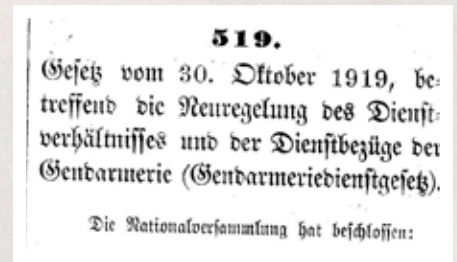 519.
Gesetz vom 30. Oktober 1919, be-
treffend die Neuregelung des Dienst-
verhältnisses und der Dienstbezüge der
Gendarmerie (Gendarmeriedienstgesetz).
Die Nationalversammlung hat beschlossen: